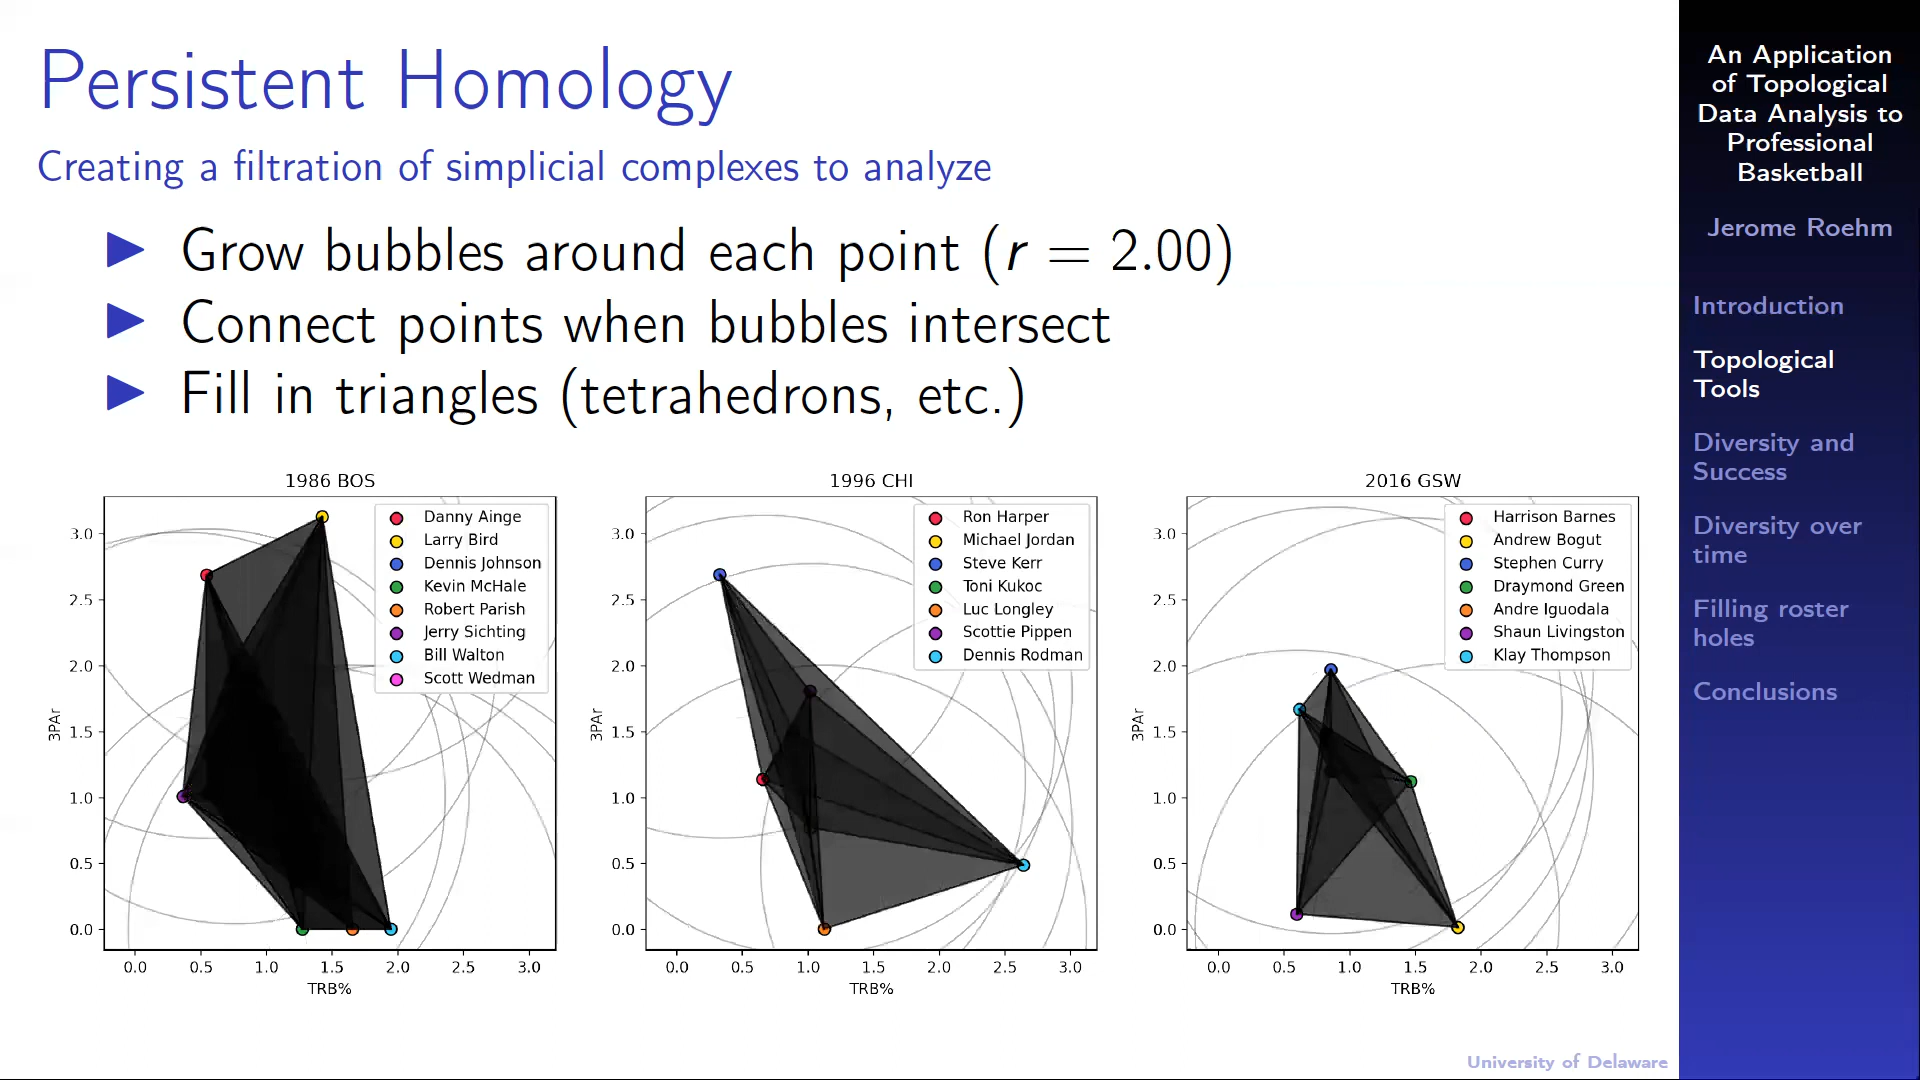 Persistent Homology
Creating a filtration of simplicial complexes to analyze
▶ Grow bubbles around each point (r = 2.00)
▶ Connect points when bubbles intersect
▶ Fill in triangles (tetrahedrons, etc.)
1986 BOS
3PAr
3.0
2.5
2.0
1.5
1.0
0.5
0.0
Danny Ainge
Larry Bird
Dennis Johnson
Kevin McHale
Robert Parish
Jerry Sichting
Bill Walton
Scott Wedman
0.0 0.5 1.0 1.5 2.0 2.5 3.0
TRB%
1996 CHI
3PAr
3.0
2.5
2.0
1.5
1.0
0.5
0.0
Ron Harper
Michael Jordan
Steve Kerr
Toni Kukoc
Luc Longley
Scottie Pippen
Dennis Rodman
0.0 0.5 1.0 1.5 2.0 2.5 3.0
TRB%
2016 GSW
3PAr
3.0
2.5
2.0
1.5
1.0
0.5
0.0
Harrison Barnes
Andrew Bogut
Stephen Curry
Draymond Green
Andre Iguodala
Shaun Livingston
Klay Thompson
0.0 0.5 1.0 1.5 2.0 2.5 3.0
TRB%
An Application
of Topological
Data Analysis to
Professional
Basketball
Jerome Roehm
Introduction
Topological
Tools
Diversity and
Success
Diversity over
time
Filling roster
holes
Conclusions
University of Delaware